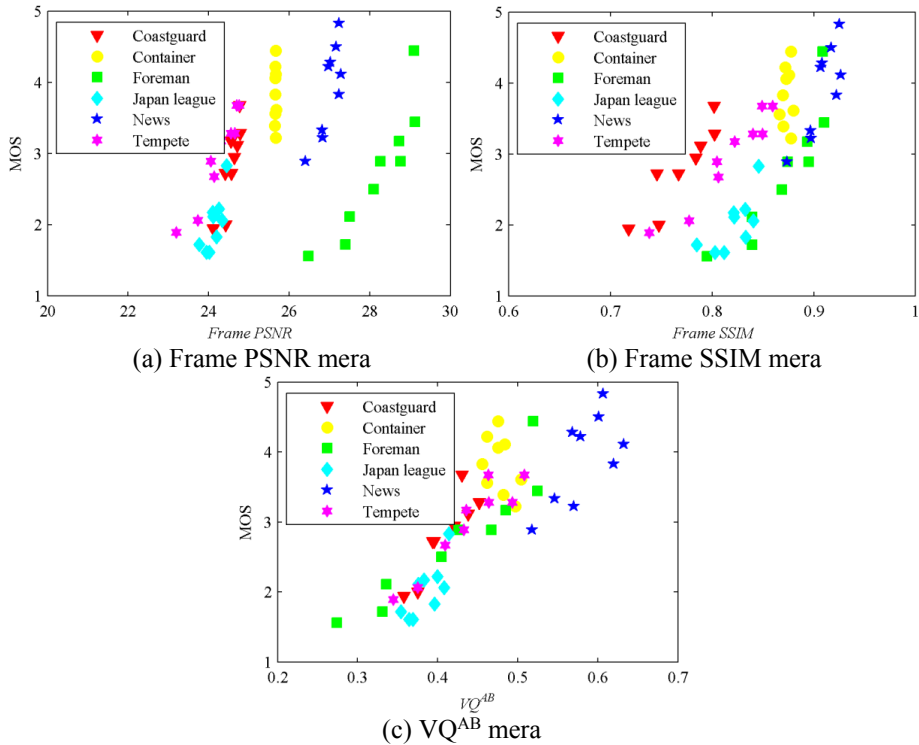 5
4
3
2
1
MOS
Coastguard
Container
Foreman
Japan league
News
Tempete
20 22 24 26 28 30
Frame PSNR
(a) Frame PSNR mera
5
4
3
2
1
MOS
Coastguard
Container
Foreman
Japan league
News
Tempete
0.6 0.7 0.8 0.9 1
Frame SSIM
(b) Frame SSIM mera
5
4
3
2
1
MOS
Coastguard
Container
Foreman
Japan league
News
Tempete
0.2 0.3 0.4 0.5 0.6 0.7
VQ^AB
(c) VQ^AB mera